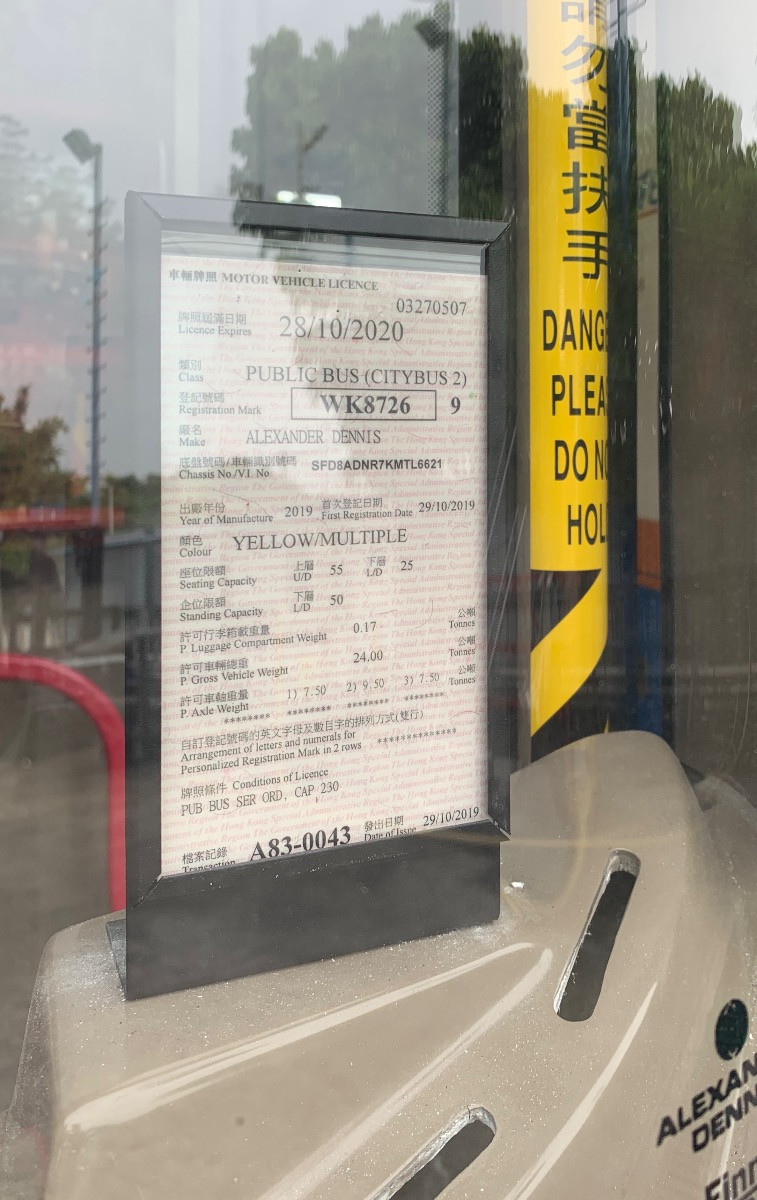 車輛牌照 MOTOR VEHICLE LICENCE
03270507
牌照屆滿日期
Licence Expires 28/10/2020
類別
Class PUBLIC BUS (CITYBUS 2)
登記號碼
Registration Mark WK8726 9
廠名
Make ALEXANDER DENNIS
底盤號碼/車輛識別號碼
Chassis No./V.I. No SFD8ADNR7KMTL6621
出廠年份 首次登記日期
Year of Manufacture 2019 First Registration Date 29/10/2019
顏色
Colour YELLOW/MULTIPLE
座位限額 上層 下層
Seating Capacity U/D 55 L/D 25
企位限額 下層
Standing Capacity L/D 50
許可行李箱載重量 公噸
P. Luggage Compartment Weight 0.17 Tonnes
許可車輛總重 公噸
P. Gross Vehicle Weight 24.00 Tonnes
許可車軸重量 公噸
P. Axle Weight 1) 7.50 2) 9.50 3) 7.50 Tonnes
******** ******** ******** ********
自訂登記號碼的英文字母及數目字的排列方式(雙行)
Arrangement of letters and numerals for
Personalized Registration Mark in 2 rows **************
牌照條件 Conditions of Licence
PUB BUS SER ORD, CAP 230
檔案記錄 發出日期
Transaction A83-0043 Date of Issue 29/10/2019
請勿當扶手
DANGE
PLEA
DO NO
HOL
ALEXAN
DENN